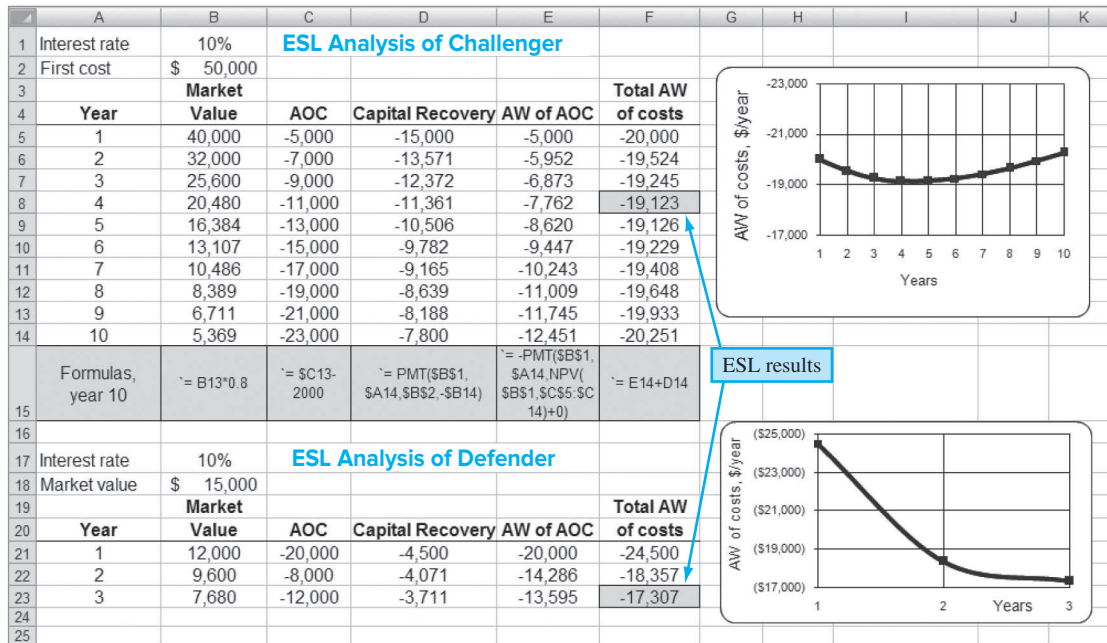 A B C D E F G H I J K
1 Interest rate 10% ESL Analysis of Challenger
2 First cost $ 50,000
3 Market Total AW
4 Year Value AOC Capital Recovery AW of AOC of costs
5 1 40,000 -5,000 -15,000 -5,000 -20,000
6 2 32,000 -7,000 -13,571 -5,952 -19,524
7 3 25,600 -9,000 -12,372 -6,873 -19,245
8 4 20,480 -11,000 -11,361 -7,762 -19,123
9 5 16,384 -13,000 -10,506 -8,620 -19,126
10 6 13,107 -15,000 -9,782 -9,447 -19,229
11 7 10,486 -17,000 -9,165 -10,243 -19,408
12 8 8,389 -19,000 -8,639 -11,009 -19,648
13 9 6,711 -21,000 -8,188 -11,745 -19,933
14 10 5,369 -23,000 -7,800 -12,451 -20,251
15
Formulas,
year 10
`= B13*0.8
`= $C13-
2000
`= PMT($B$1,
$A14,$B$2,-$B14)
`= -PMT($B$1,
$A14,NPV(
$B$1,$C$5:$C
14)+0)
`= E14+D14
AW of costs, $/year
-23,000
-21,000
-19,000
-17,000
1 2 3 4 5 6 7 8 9 10
Years
ESL results
16
17 Interest rate 10% ESL Analysis of Defender
18 Market value $ 15,000
19 Market Total AW
20 Year Value AOC Capital Recovery AW of AOC of costs
21 1 12,000 -20,000 -4,500 -20,000 -24,500
22 2 9,600 -8,000 -4,071 -14,286 -18,357
23 3 7,680 -12,000 -3,711 -13,595 -17,307
24
25
AW of costs, $/year
($25,000)
($23,000)
($21,000)
($19,000)
($17,000)
1 2 Years 3